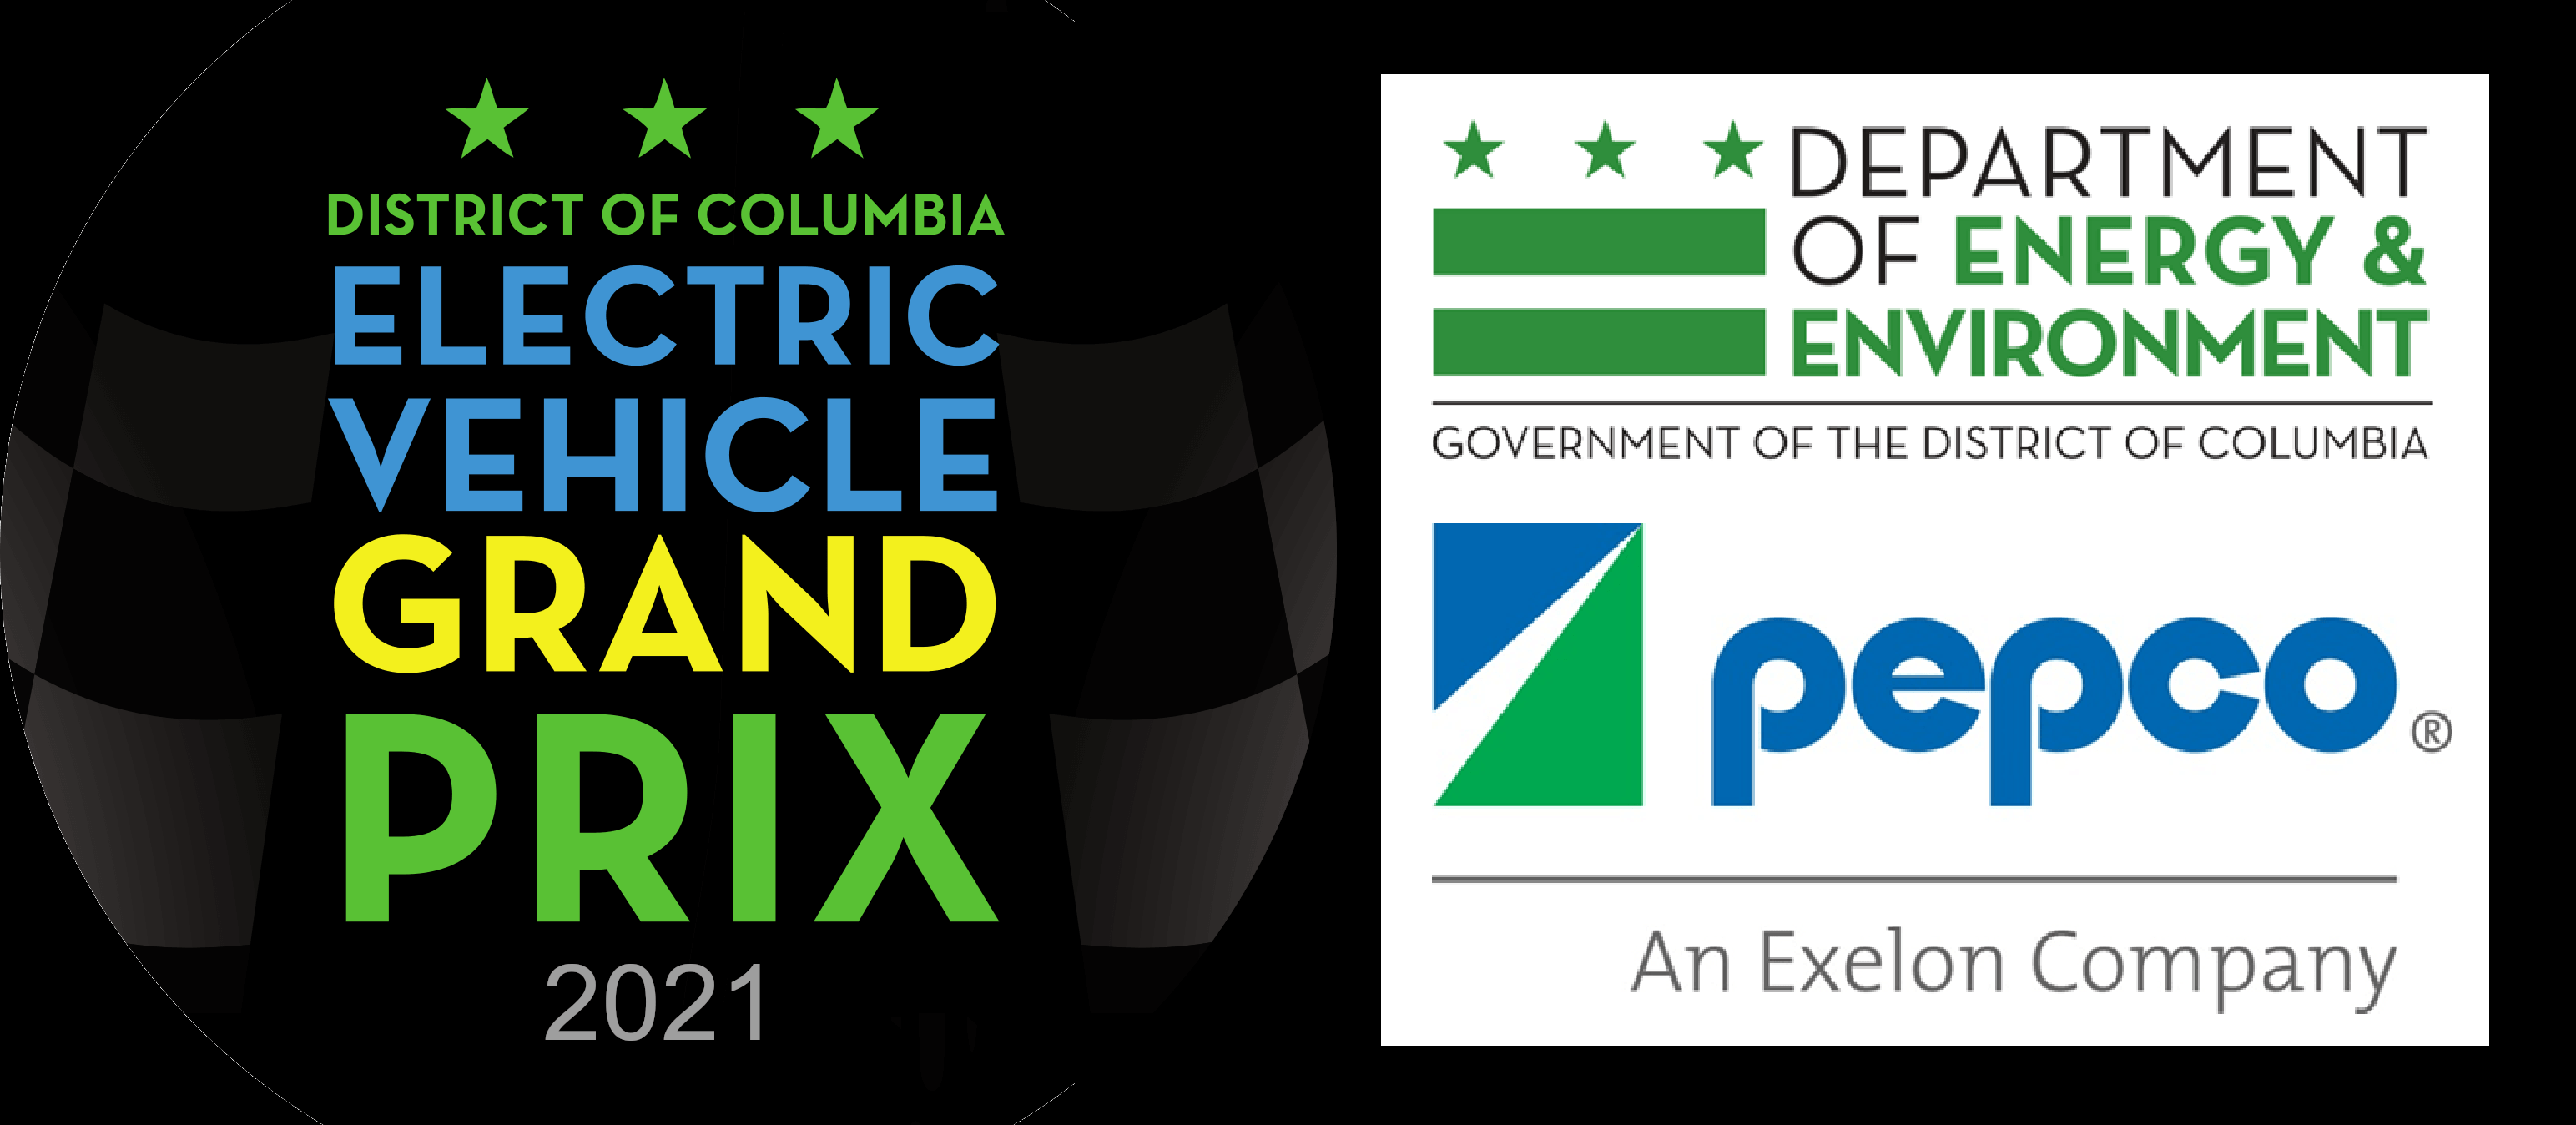 DISTRICT OF COLUMBIA
ELECTRIC
VEHICLE
GRAND
PRIX
2021
DEPARTMENT
OF ENERGY &
ENVIRONMENT
GOVERNMENT OF THE DISTRICT OF COLUMBIA
pepco®
An Exelon Company